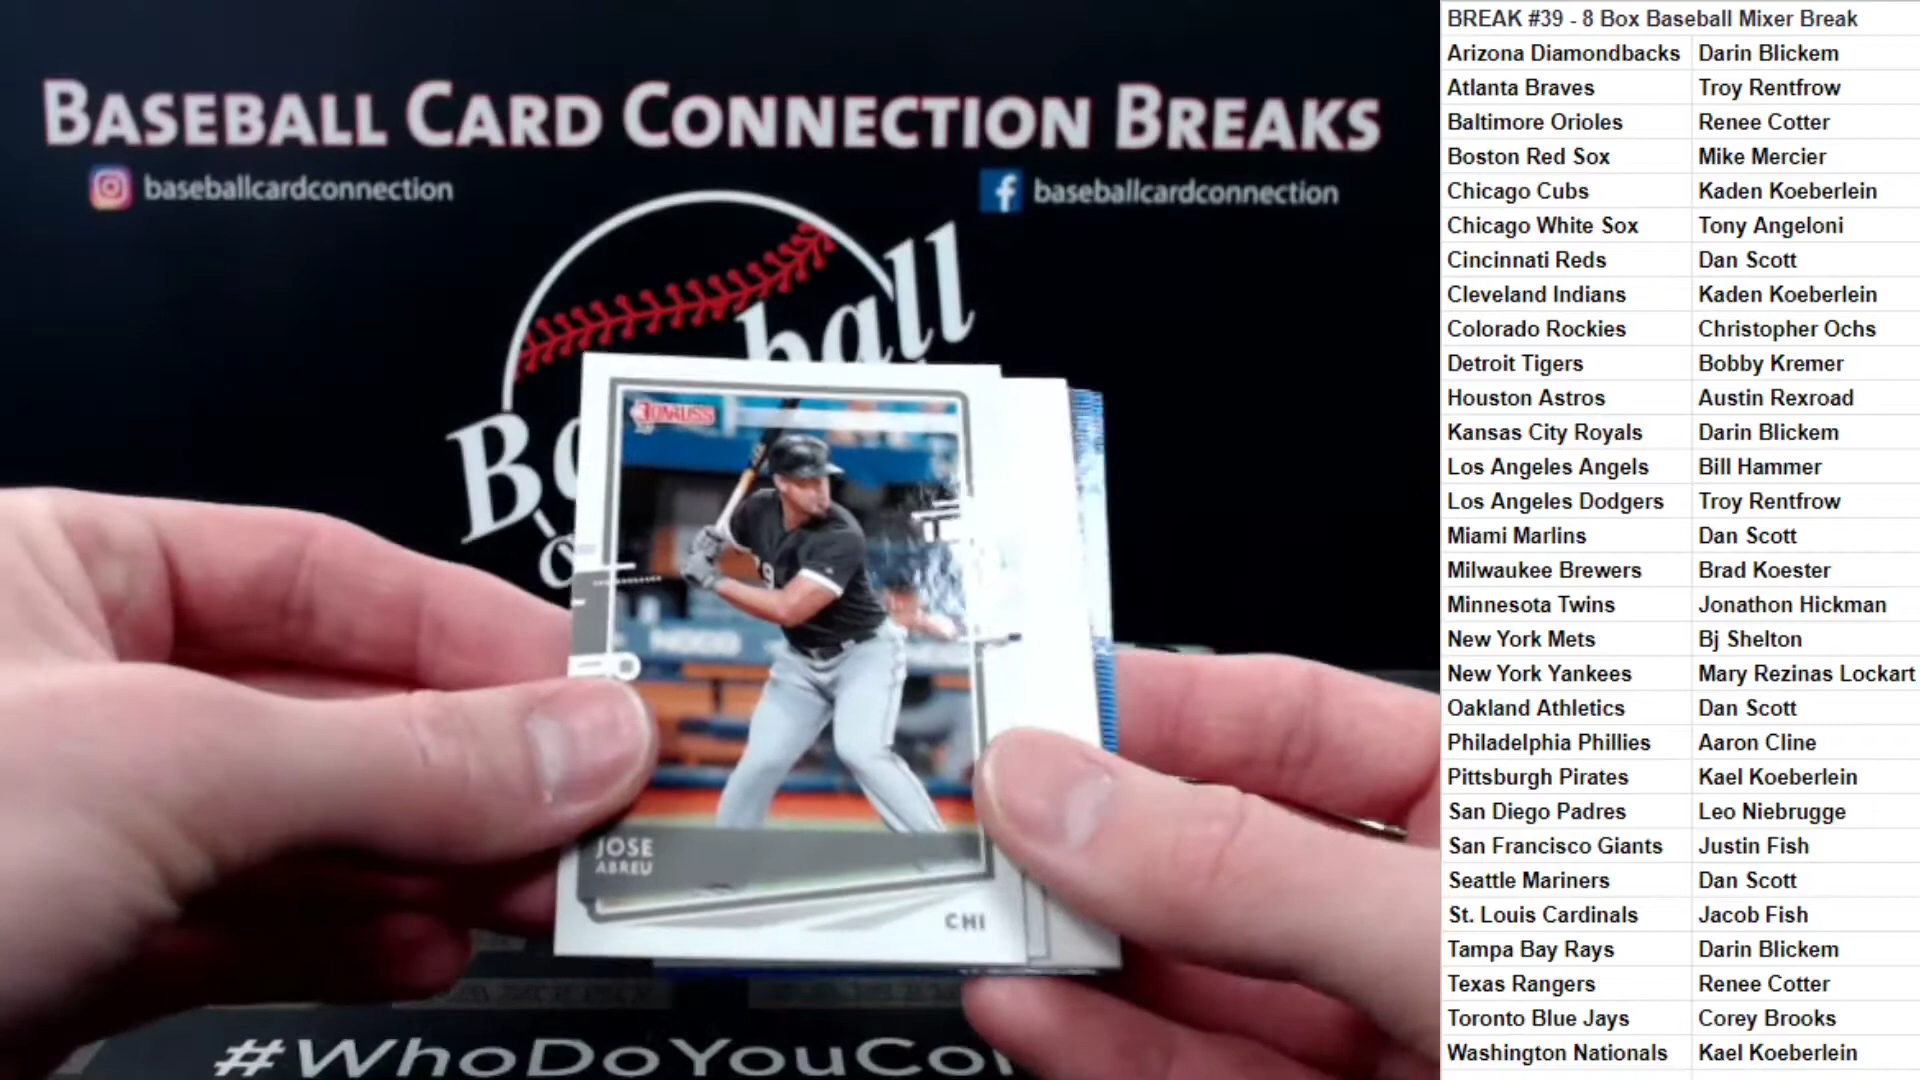 BASEBALL CARD CONNECTION BREAKS
baseballcardconnection
baseballcardconnection
ball
DONRUSS
JOSE
ABREU
CHI
#WhoDoYouCo
BREAK #39 - 8 Box Baseball Mixer Break
Arizona Diamondbacks Darin Blickem
Atlanta Braves Troy Rentfrow
Baltimore Orioles Renee Cotter
Boston Red Sox Mike Mercier
Chicago Cubs Kaden Koeberlein
Chicago White Sox Tony Angeloni
Cincinnati Reds Dan Scott
Cleveland Indians Kaden Koeberlein
Colorado Rockies Christopher Ochs
Detroit Tigers Bobby Kremer
Houston Astros Austin Rexroad
Kansas City Royals Darin Blickem
Los Angeles Angels Bill Hammer
Los Angeles Dodgers Troy Rentfrow
Miami Marlins Dan Scott
Milwaukee Brewers Brad Koester
Minnesota Twins Jonathon Hickman
New York Mets Bj Shelton
New York Yankees Mary Rezinas Lockart
Oakland Athletics Dan Scott
Philadelphia Phillies Aaron Cline
Pittsburgh Pirates Kael Koeberlein
San Diego Padres Leo Niebrugge
San Francisco Giants Justin Fish
Seattle Mariners Dan Scott
St. Louis Cardinals Jacob Fish
Tampa Bay Rays Darin Blickem
Texas Rangers Renee Cotter
Toronto Blue Jays Corey Brooks
Washington Nationals Kael Koeberlein